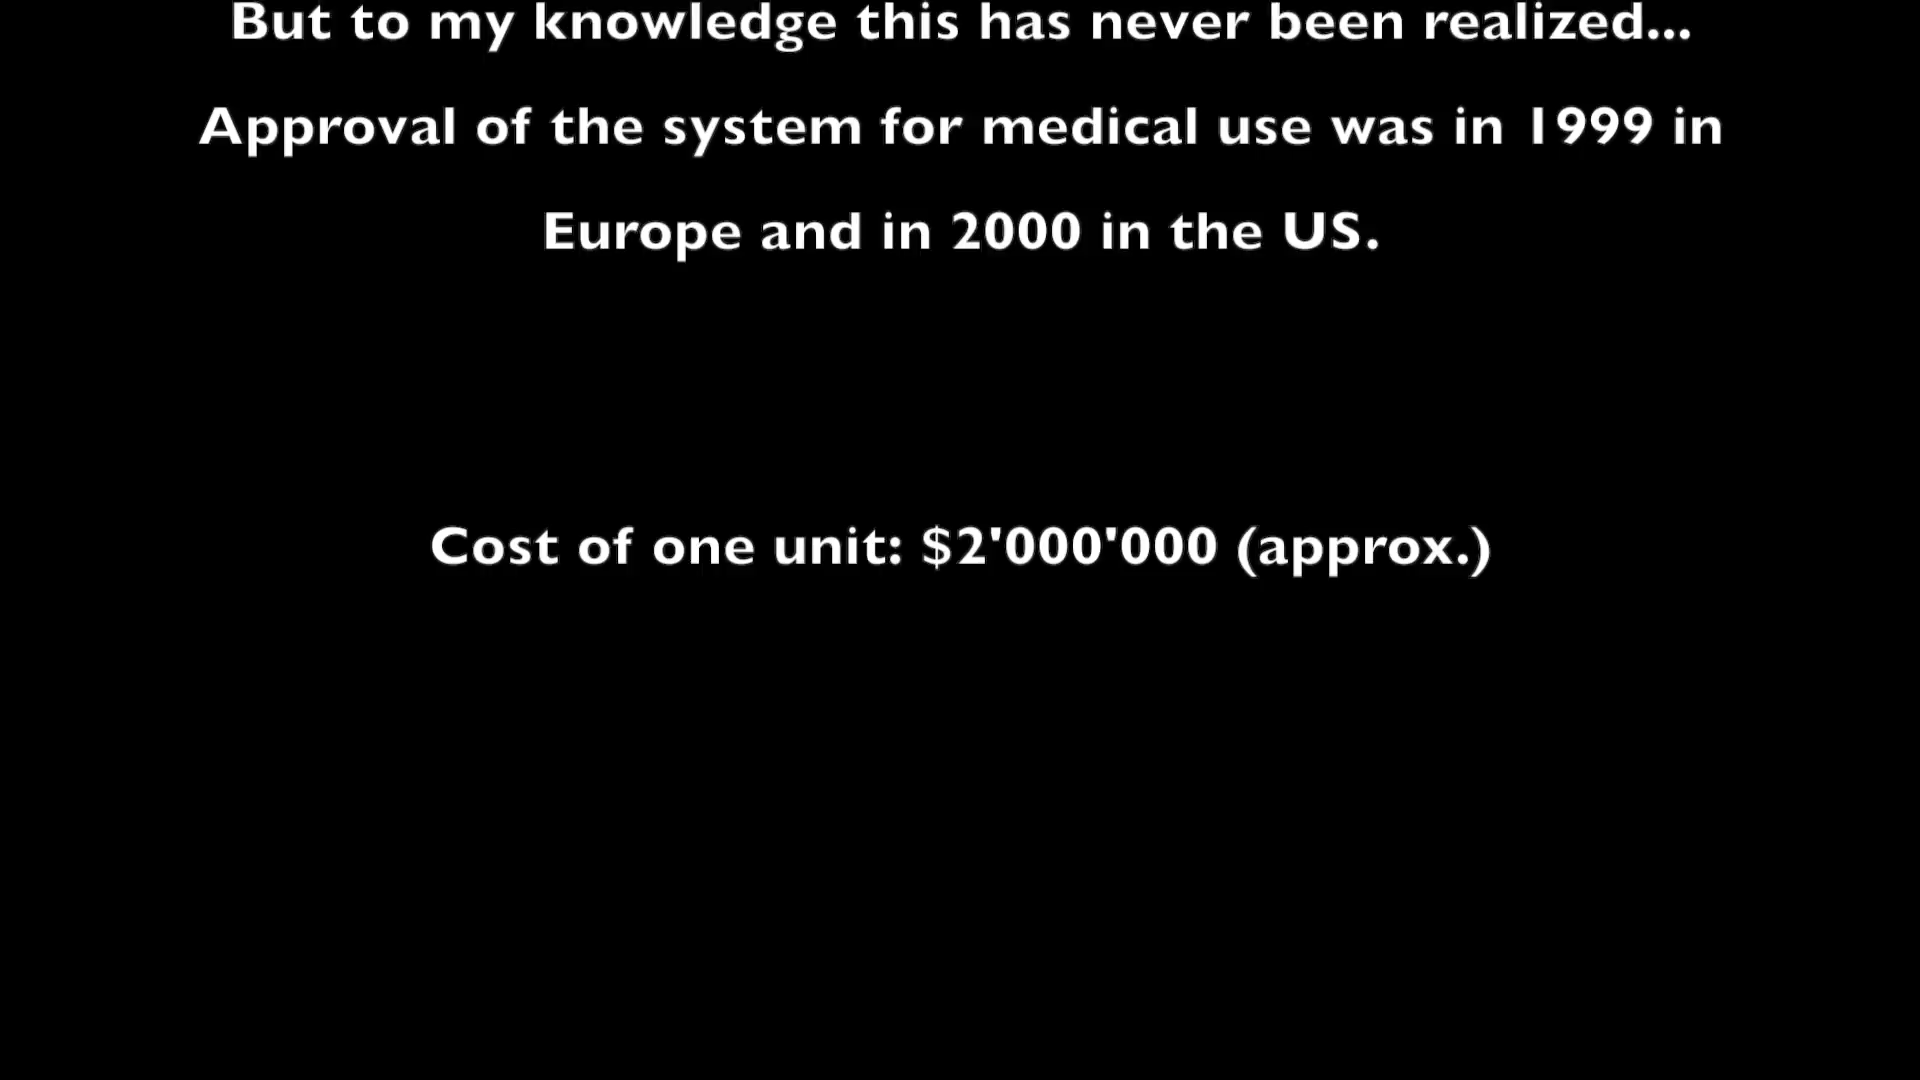 But to my knowledge this has never been realized...
Approval of the system for medical use was in 1999 in
Europe and in 2000 in the US.
Cost of one unit: $2'000'000 (approx.)